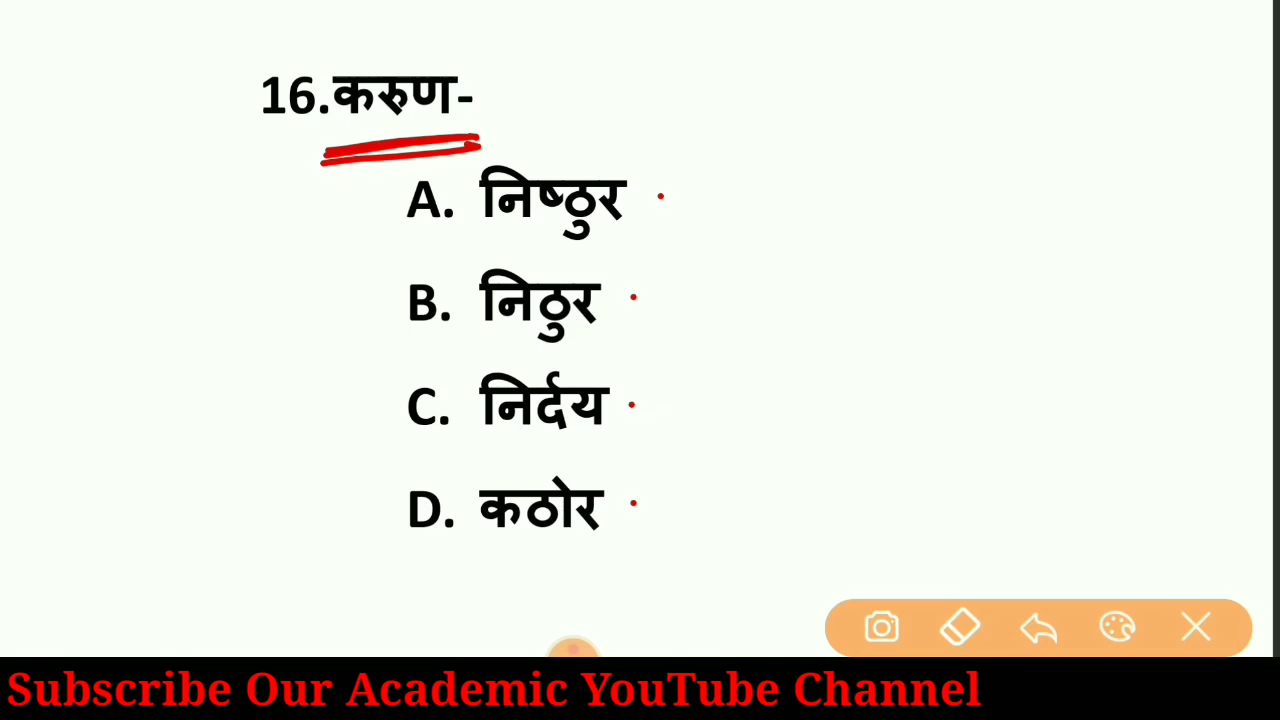 16.करुण-
A. निष्ठुर
B. निठुर
C. निर्दय
D. कठोर
Subscribe Our Academic YouTube Channel